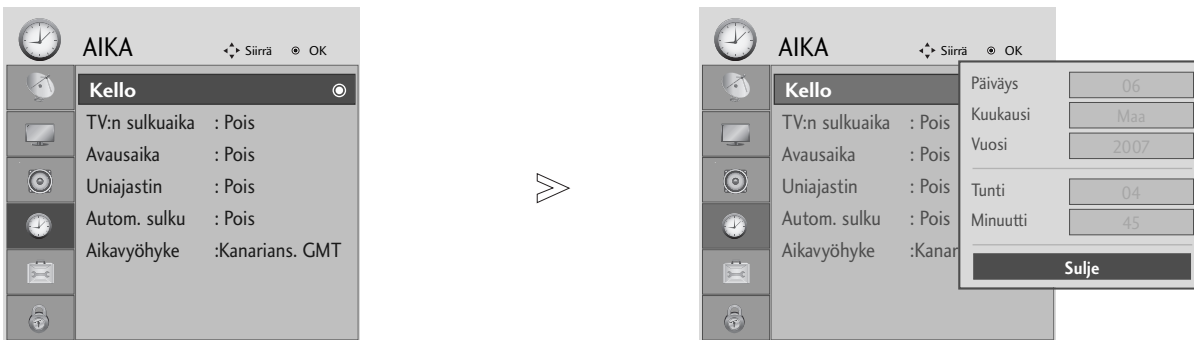 AIKA Siirrä OK
Kello
TV:n sulkuaika : Pois
Avausaika : Pois
Uniajastin : Pois
Autom. sulku : Pois
Aikavyöhyke :Kanarians. GMT
AIKA Siirrä OK
Kello
TV:n sulkuaika : Pois
Avausaika : Pois
Uniajastin : Pois
Autom. sulku : Pois
Aikavyöhyke :Kanar
Päiväys 06
Kuukausi Maa
Vuosi 2007
Tunti 04
Minuutti 45
Sulje